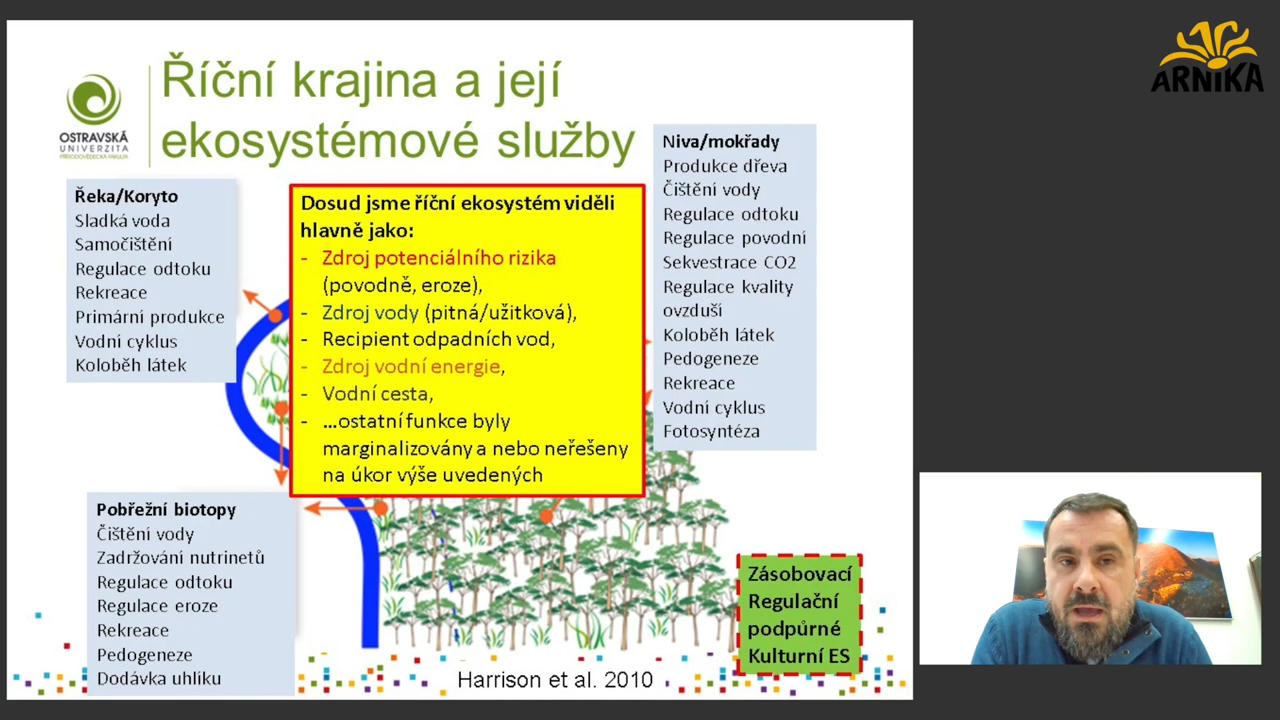 Říční krajina a její
ekosystémové služby
OSTRAVSKÁ
UNIVERZITA
PŘÍRODOVĚDECKÁ FAKULTA
ARNIKA
Řeka/Koryto
Sladká voda
Samočištění
Regulace odtoku
Rekreace
Primární produkce
Vodní cyklus
Koloběh látek
Dosud jsme říční ekosystém viděli
hlavně jako:
- Zdroj potenciálního rizika
(povodně, eroze),
- Zdroj vody (pitná/užitková),
- Recipient odpadních vod,
- Zdroj vodní energie,
- Vodní cesta,
- …ostatní funkce byly
marginalizovány a nebo neřešeny
na úkor výše uvedených
Niva/mokřady
Produkce dřeva
Čištění vody
Regulace odtoku
Regulace povodní
Sekvestrace CO2
Regulace kvality
ovzduší
Koloběh látek
Pedogeneze
Rekreace
Vodní cyklus
Fotosyntéza
Pobřežní biotopy
Čištění vody
Zadržování nutrinetů
Regulace odtoku
Regulace eroze
Rekreace
Pedogeneze
Dodávka uhlíku
Zásobovací
Regulační
podpůrné
Kulturní ES
Harrison et al. 2010